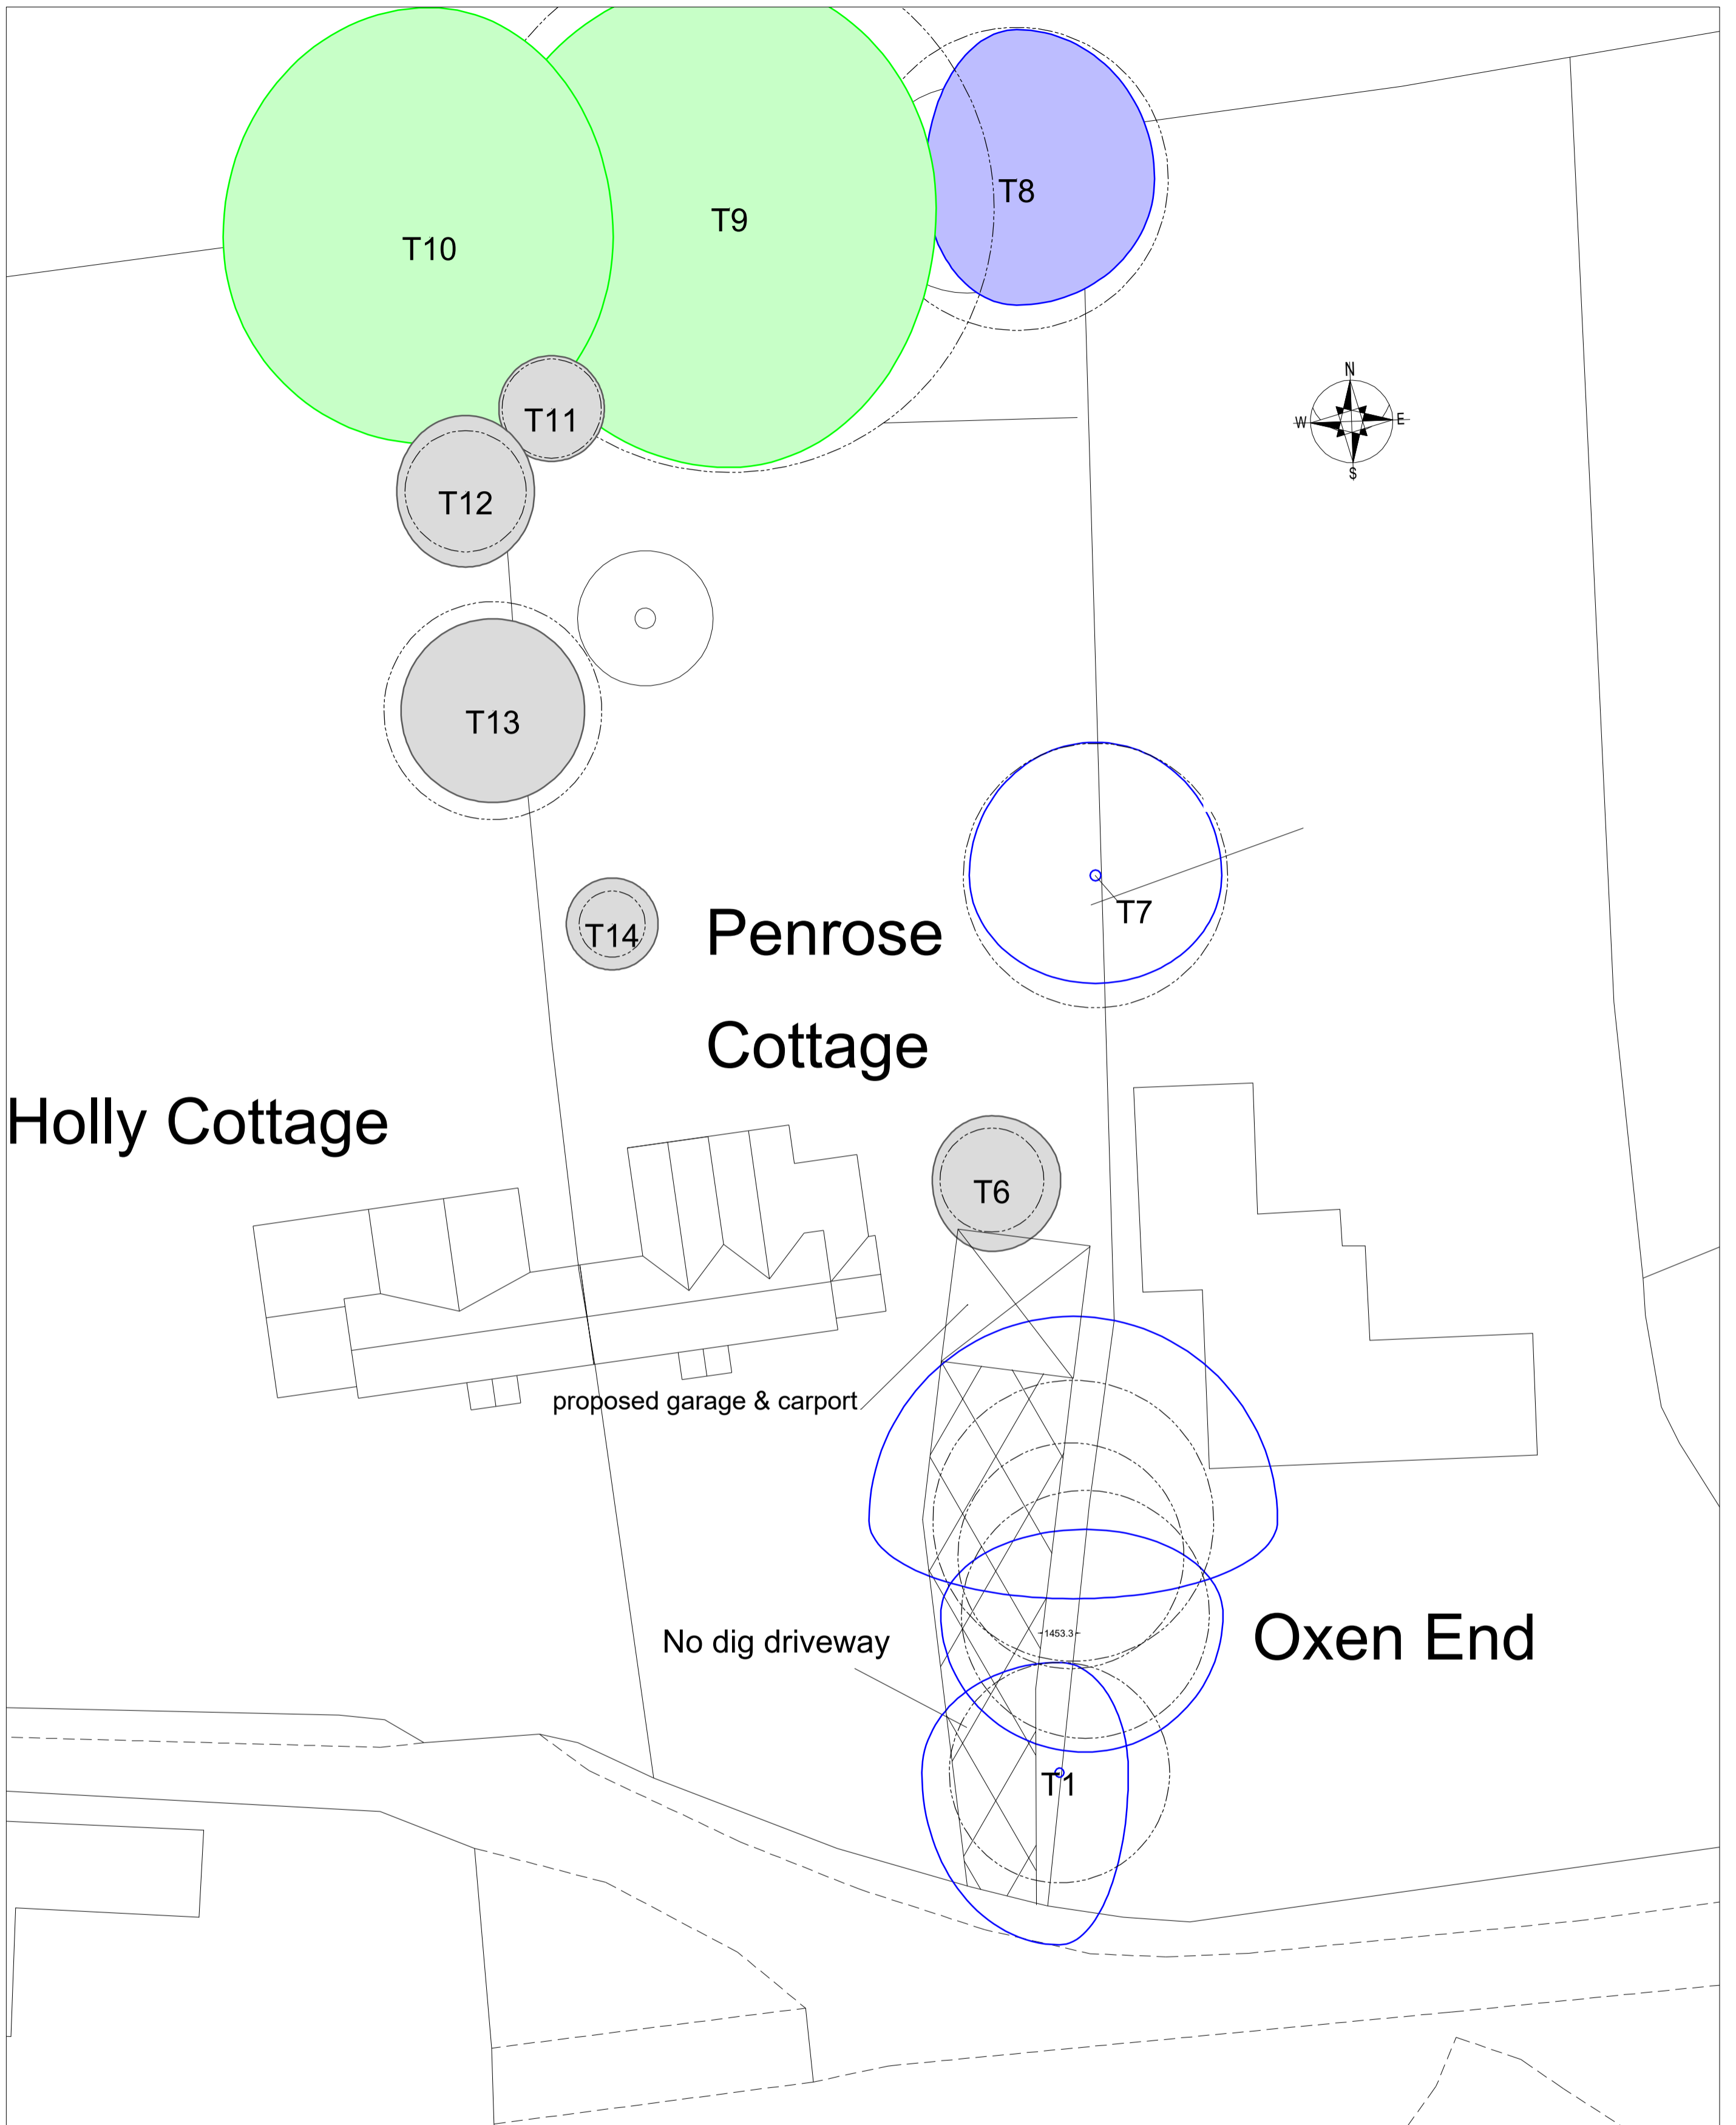 T8
T9
T10
N
W
E
S
T11
T12
T13
T7
T14
Penrose
Cottage
Holly Cottage
T6
proposed garage & carport
No dig driveway
1453.3
Oxen End
T1